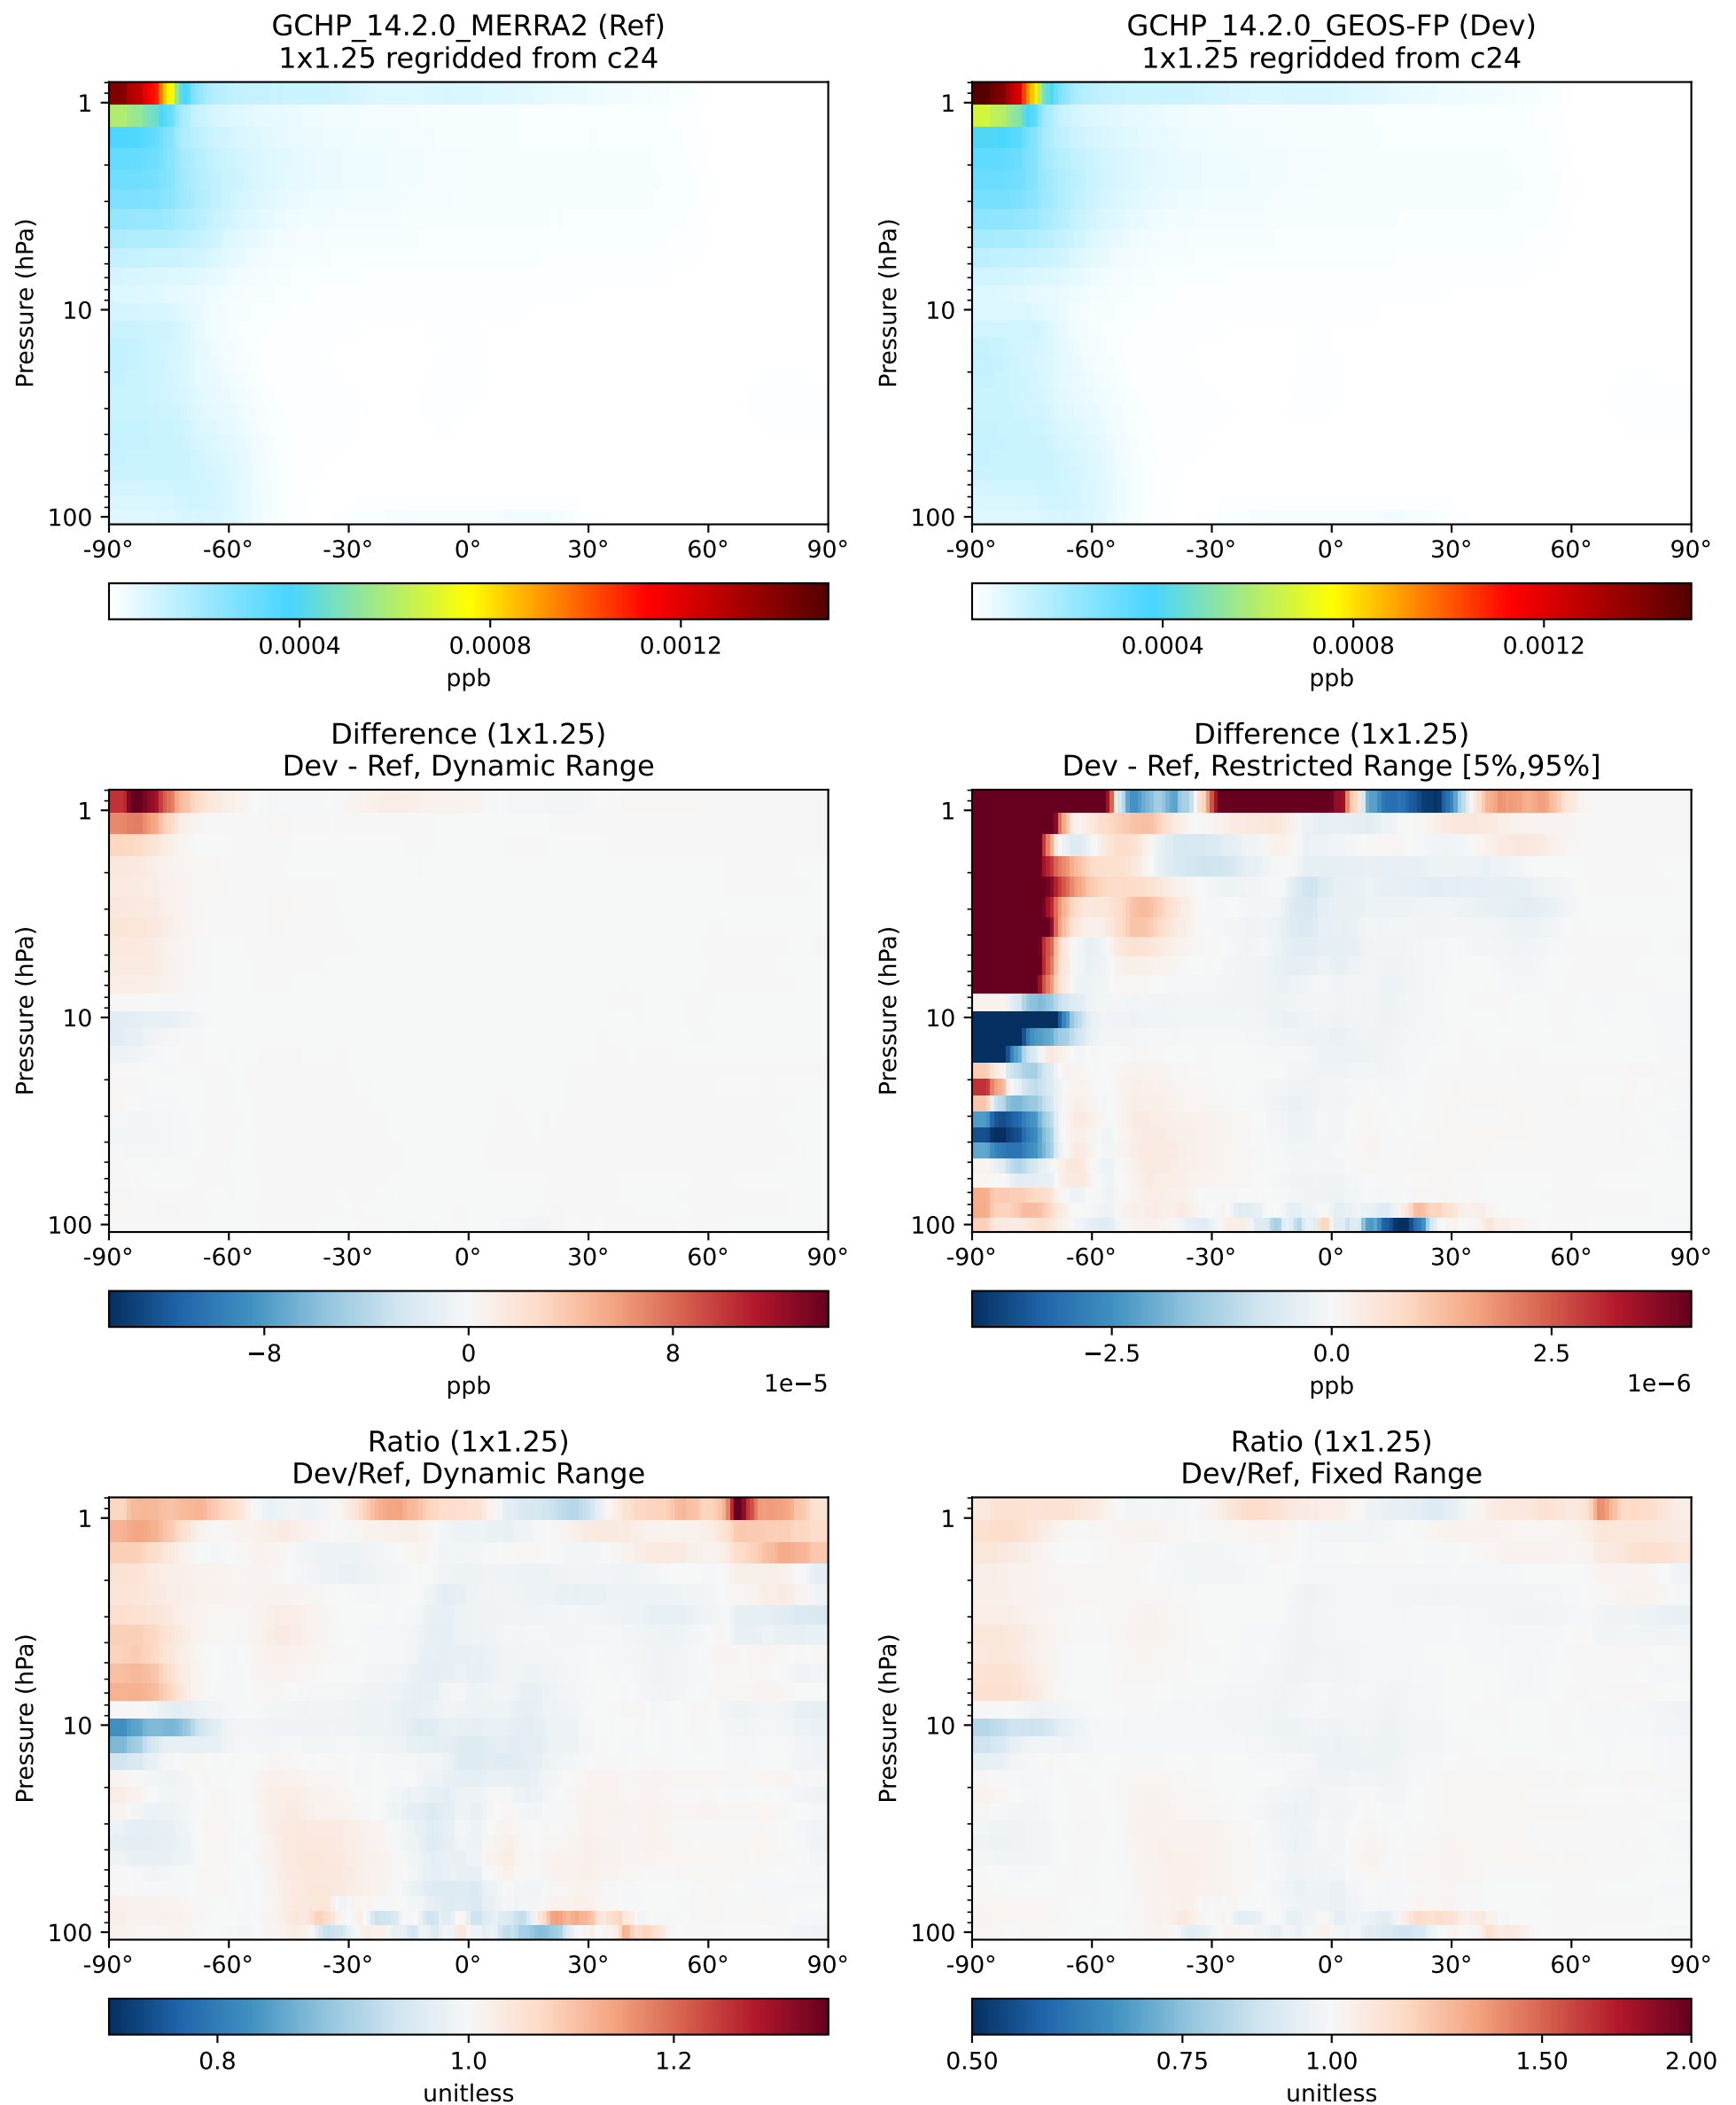 GCHP_14.2.0_MERRA2 (Ref)
1x1.25 regridded from c24
Pressure (hPa)
1
10
100
-90° -60° -30° 0° 30° 60° 90°
0.0004 0.0008 0.0012
ppb
GCHP_14.2.0_GEOS-FP (Dev)
1x1.25 regridded from c24
Pressure (hPa)
1
10
100
-90° -60° -30° 0° 30° 60° 90°
0.0004 0.0008 0.0012
ppb
Difference (1x1.25)
Dev - Ref, Dynamic Range
Pressure (hPa)
1
10
100
-90° -60° -30° 0° 30° 60° 90°
−8 0 8
1e−5
ppb
Difference (1x1.25)
Dev - Ref, Restricted Range [5%,95%]
Pressure (hPa)
1
10
100
-90° -60° -30° 0° 30° 60° 90°
−2.5 0.0 2.5
1e−6
ppb
Ratio (1x1.25)
Dev/Ref, Dynamic Range
Pressure (hPa)
1
10
100
-90° -60° -30° 0° 30° 60° 90°
0.8 1.0 1.2
unitless
Ratio (1x1.25)
Dev/Ref, Fixed Range
Pressure (hPa)
1
10
100
-90° -60° -30° 0° 30° 60° 90°
0.50 0.75 1.00 1.50 2.00
unitless